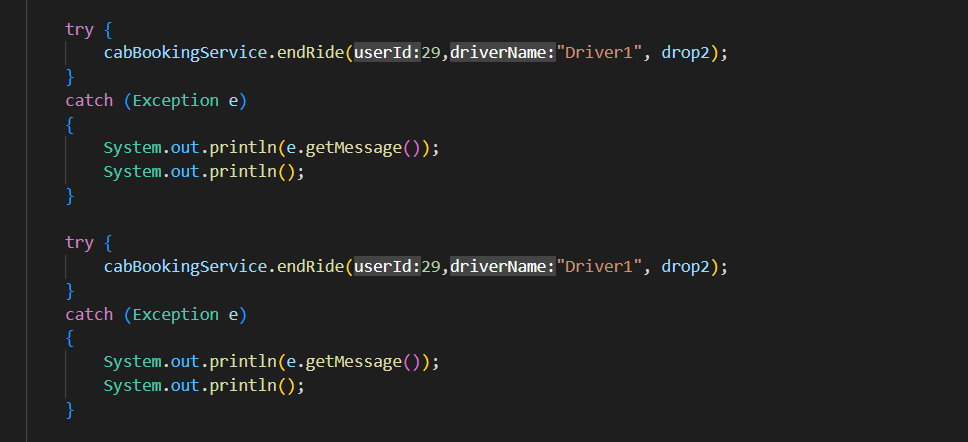 try {
cabBookingService.endRide(userId:29,driverName:"Driver1", drop2);
}
catch (Exception e)
{
System.out.println(e.getMessage());
System.out.println();
}
try {
cabBookingService.endRide(userId:29,driverName:"Driver1", drop2);
}
catch (Exception e)
{
System.out.println(e.getMessage());
System.out.println();
}